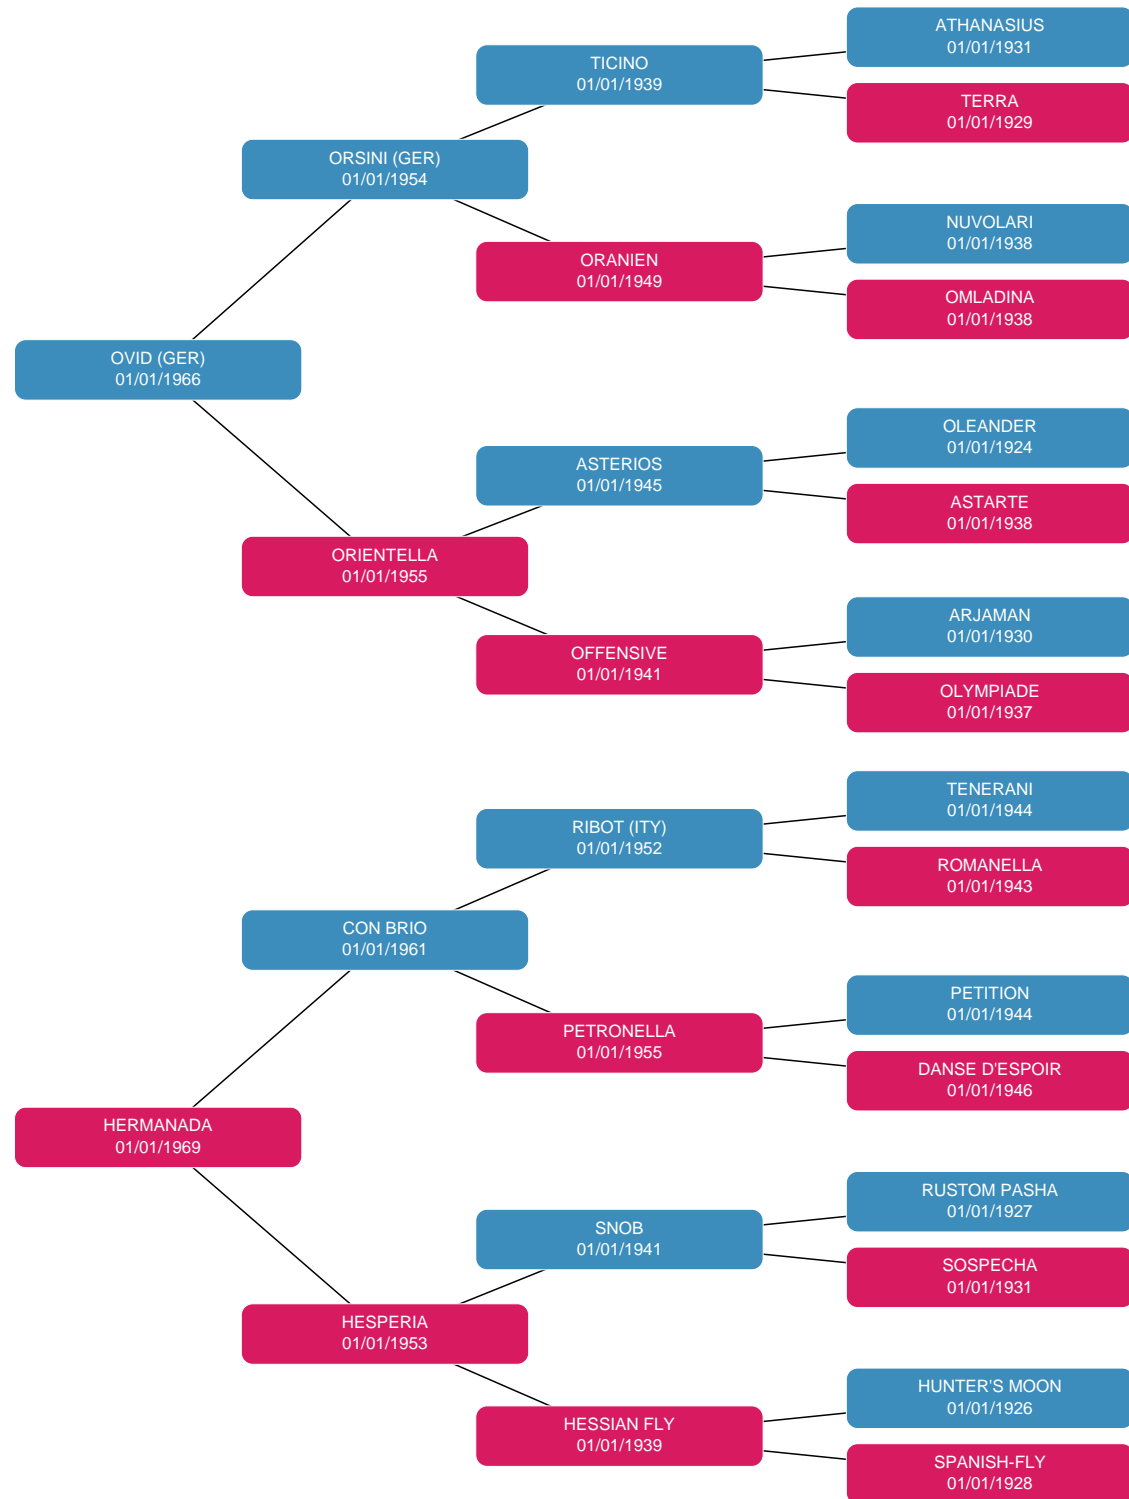 ATHANASIUS
01/01/1931
TICINO
01/01/1939
TERRA
01/01/1929
ORSINI (GER)
01/01/1954
NUVOLARI
01/01/1938
ORANIEN
01/01/1949
OMLADINA
01/01/1938
OVID (GER)
01/01/1966
OLEANDER
01/01/1924
ASTERIOS
01/01/1945
ASTARTE
01/01/1938
ORIENTELLA
01/01/1955
ARJAMAN
01/01/1930
OFFENSIVE
01/01/1941
OLYMPIADE
01/01/1937
TENERANI
01/01/1944
RIBOT (ITY)
01/01/1952
ROMANELLA
01/01/1943
CON BRIO
01/01/1961
PETITION
01/01/1944
PETRONELLA
01/01/1955
DANSE D'ESPOIR
01/01/1946
HERMANADA
01/01/1969
RUSTOM PASHA
01/01/1927
SNOB
01/01/1941
SOSPECHA
01/01/1931
HESPERIA
01/01/1953
HUNTER'S MOON
01/01/1926
HESSIAN FLY
01/01/1939
SPANISH-FLY
01/01/1928